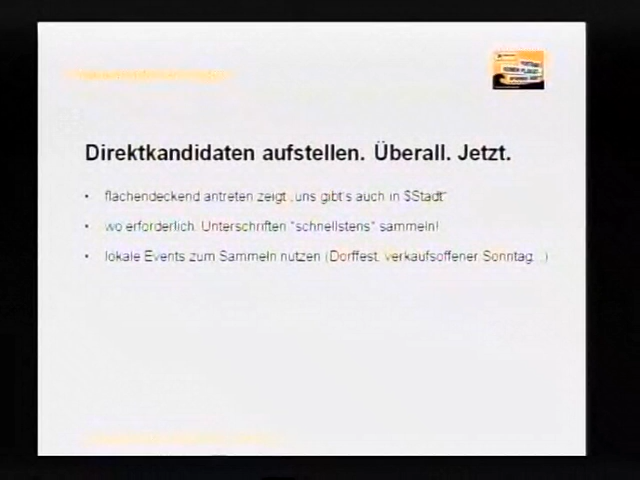 Direktkandidaten aufstellen. Überall. Jetzt.
• flächendeckend antreten zeigt „uns gibt's auch in $Stadt“
• wo erforderlich: Unterschriften "schnellstens" sammeln!
• lokale Events zum Sammeln nutzen (Dorffest, verkaufsoffener Sonntag...)